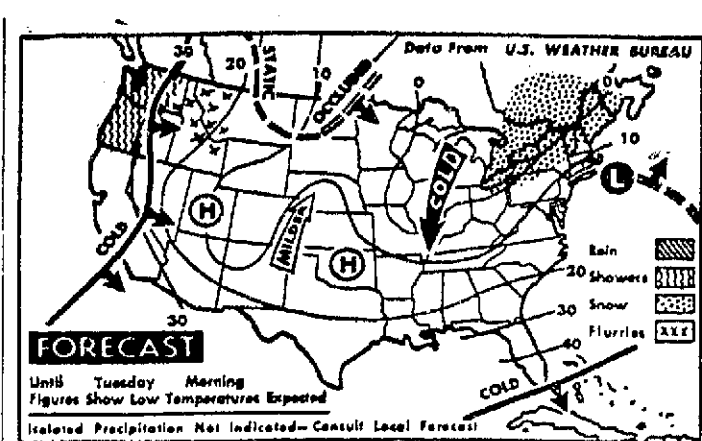 Data From U.S. WEATHER BUREAU
30
20
STATIC
10
OCCLUDED
0
0
10
COLD
L
H
MILDER
H
COLD
30
20
30
40
COLD
Rain
Showers
Snow
Flurries
FORECAST
Until Tuesday Morning
Figures Show Low Temperatures Expected
Isolated Precipitation Not Indicated— Consult Local Forecast